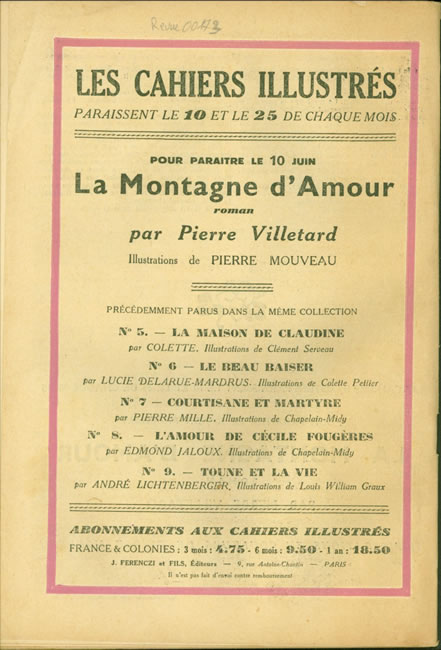 Revue 0043
LES CAHIERS ILLUSTRÉS
PARAISSENT LE 10 ET LE 25 DE CHAQUE MOIS
POUR PARAITRE LE 10 JUIN
La Montagne d'Amour
roman
par Pierre Villetard
Illustrations de PIERRE MOUVEAU
PRÉCÉDEMMENT PARUS DANS LA MÊME COLLECTION
N° 5. — LA MAISON DE CLAUDINE
par COLETTE. Illustrations de Clément Serveau
N° 6 — LE BEAU BAISER
par LUCIE DELARUE-MARDRUS. Illustrations de Colette Pettier
N° 7 — COURTISANE ET MARTYRE
par PIERRE MILLE. Illustrations de Chapelain-Midy
N° 8. — L'AMOUR DE CÉCILE FOUGÈRES
par EDMOND JALOUX. Illustrations de Chapelain-Midy
N° 9. — TOUNE ET LA VIE
par ANDRÉ LICHTENBERGER, Illustrations de Louis William Graux
ABONNEMENTS AUX CAHIERS ILLUSTRÉS
FRANCE & COLONIES : 3 mois : 4.75 - 6 mois : 9.50 - 1 an : 18.50
J. FERENCZI et FILS, Éditeurs — 9, rue Antoine-Chantin — PARIS
Il n'est pas fait d'envoi contre remboursement